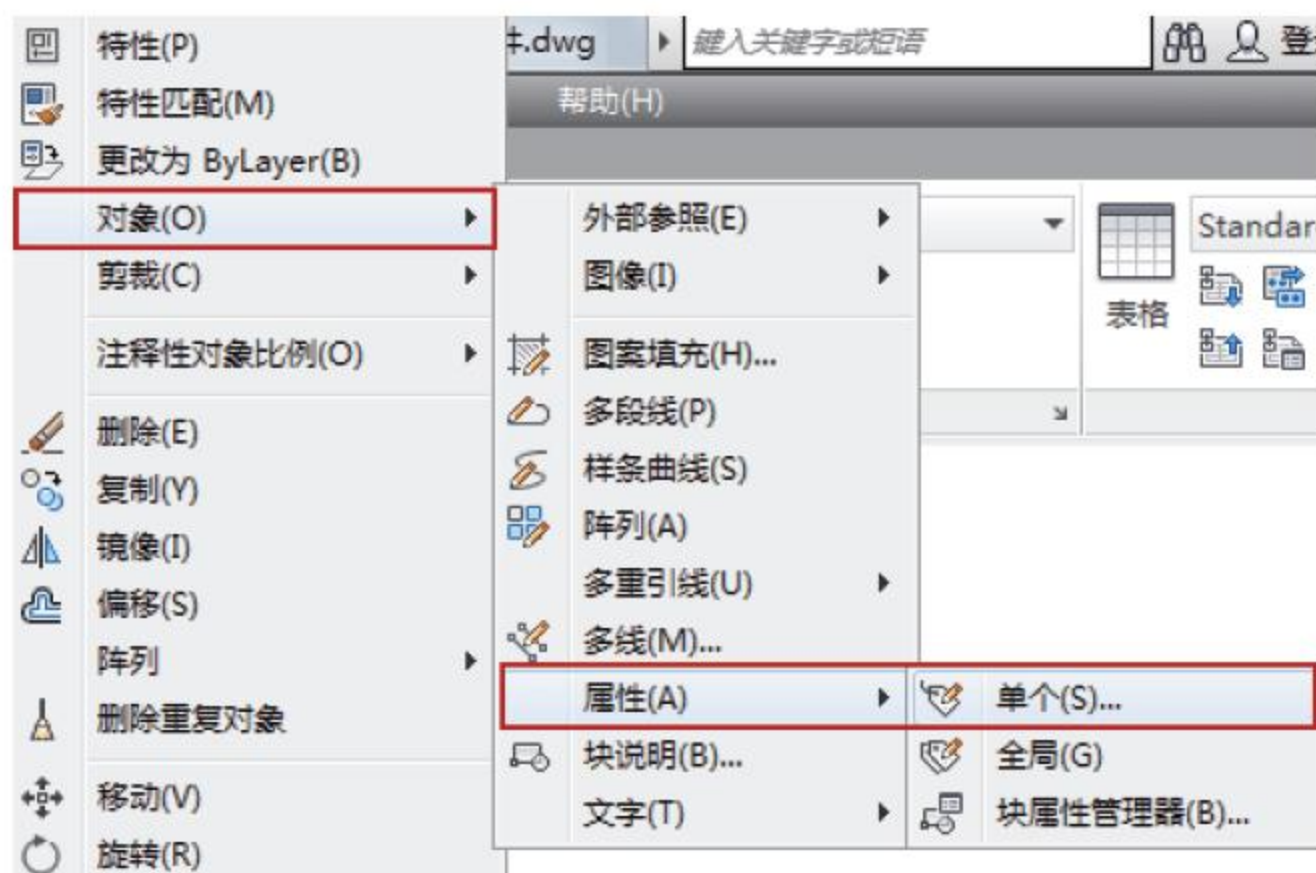 特性(P)
特性匹配(M)
更改为 ByLayer(B)
对象(O)
剪裁(C)
注释性对象比例(O)
删除(E)
复制(Y)
镜像(I)
偏移(S)
阵列
删除重复对象
移动(V)
旋转(R)
.dwg
键入关键字或短语
登
帮助(H)
外部参照(E)
图像(I)
图案填充(H)...
多段线(P)
样条曲线(S)
阵列(A)
多重引线(U)
多线(M)...
属性(A)
块说明(B)...
文字(T)
单个(S)...
全局(G)
块属性管理器(B)...
表格
Standar